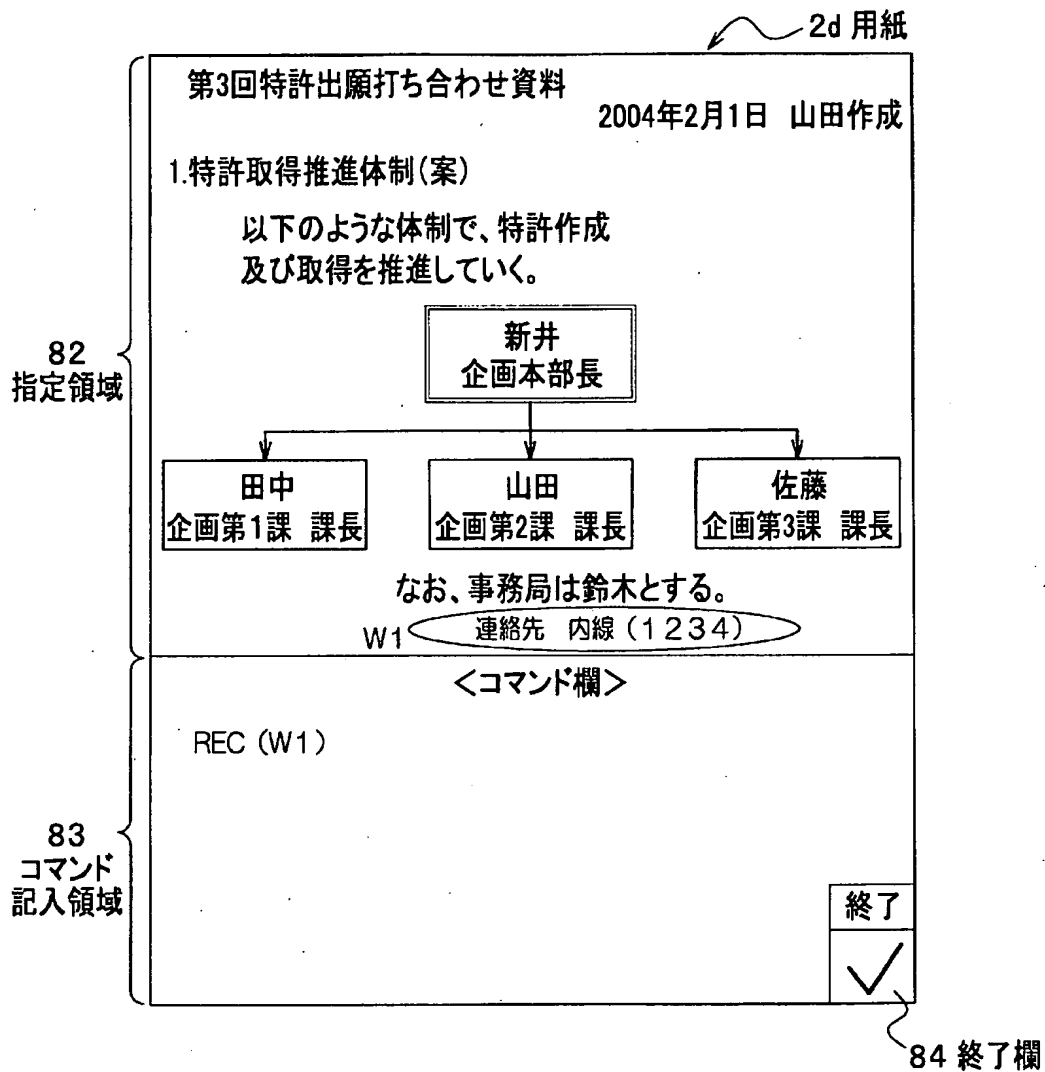 2d 用紙
第3回特許出願打ち合わせ資料
2004年2月1日 山田作成
1.特許取得推進体制(案)
以下のような体制で、特許作成
及び取得を推進していく。
82
指定領域
新井
企画本部長
田中
企画第1課 課長
山田
企画第2課 課長
佐藤
企画第3課 課長
なお、事務局は鈴木とする。
W1 連絡先 内線(1234)
<コマンド欄>
REC(W1)
83
コマンド
記入領域
終了
84 終了欄